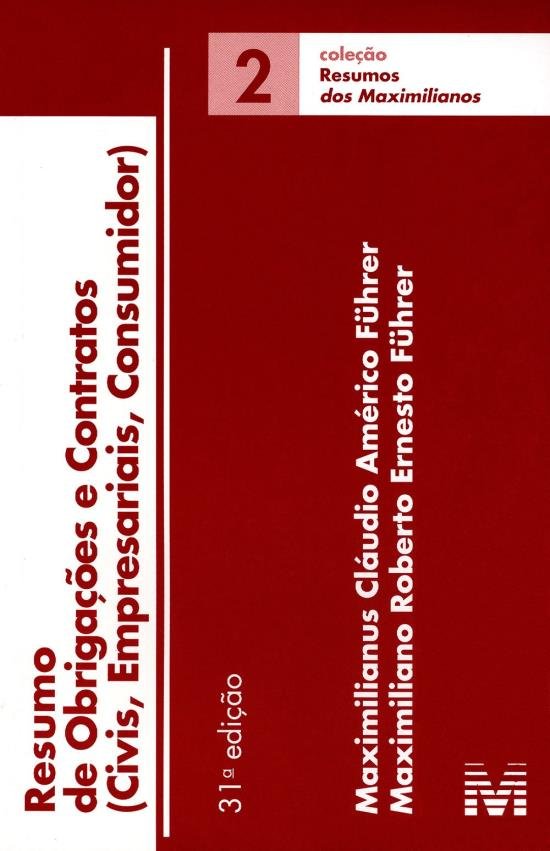 2
coleção
Resumos
dos Maximilianos
Resumo
de Obrigações e Contratos
(Civis, Empresariais, Consumidor)
31ª edição
Maximilianus Cláudio Américo Führer
Maximiliano Roberto Ernesto Führer
M